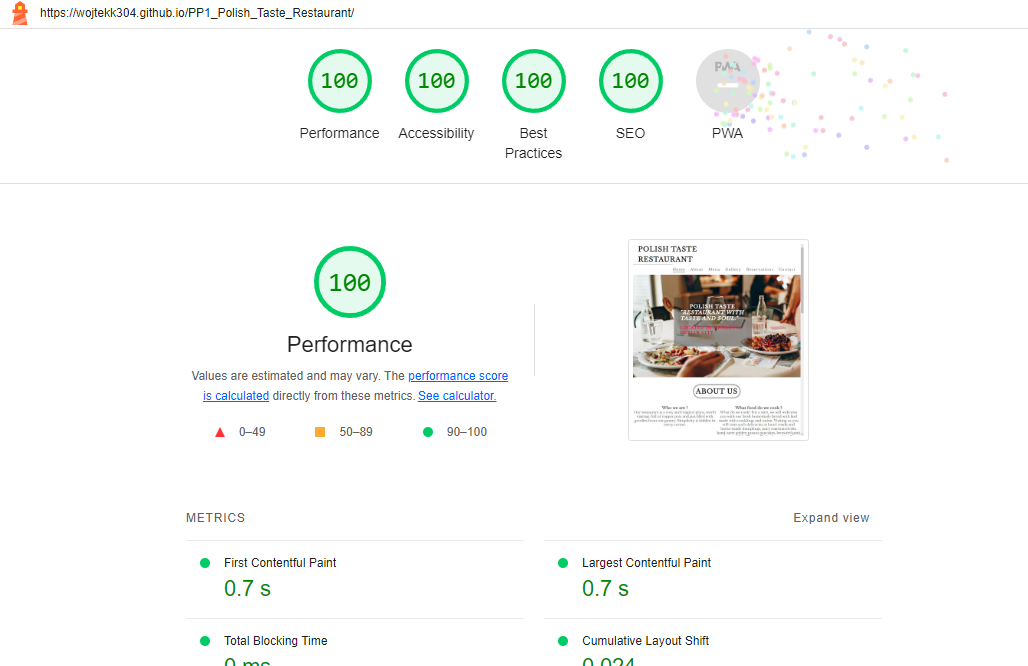 https://wojtekk304.github.io/PP1_Polish_Taste_Restaurant/
100 100 100 100 PWA
Performance Accessibility Best Practices SEO PWA
100
Performance
Values are estimated and may vary. The performance score
is calculated directly from these metrics. See calculator.
0–49 50–89 90–100
POLISH TASTE
RESTAURANT
Home About Menu Gallery Reservations Contact
POLISH TASTE
"RESTAURANT WITH
TASTE AND SOUL."
ABOUT US
Who we are?
What food do we cook?
METRICS
Expand view
First Contentful Paint
0.7 s
Largest Contentful Paint
0.7 s
Total Blocking Time
0 ms
Cumulative Layout Shift
0.024